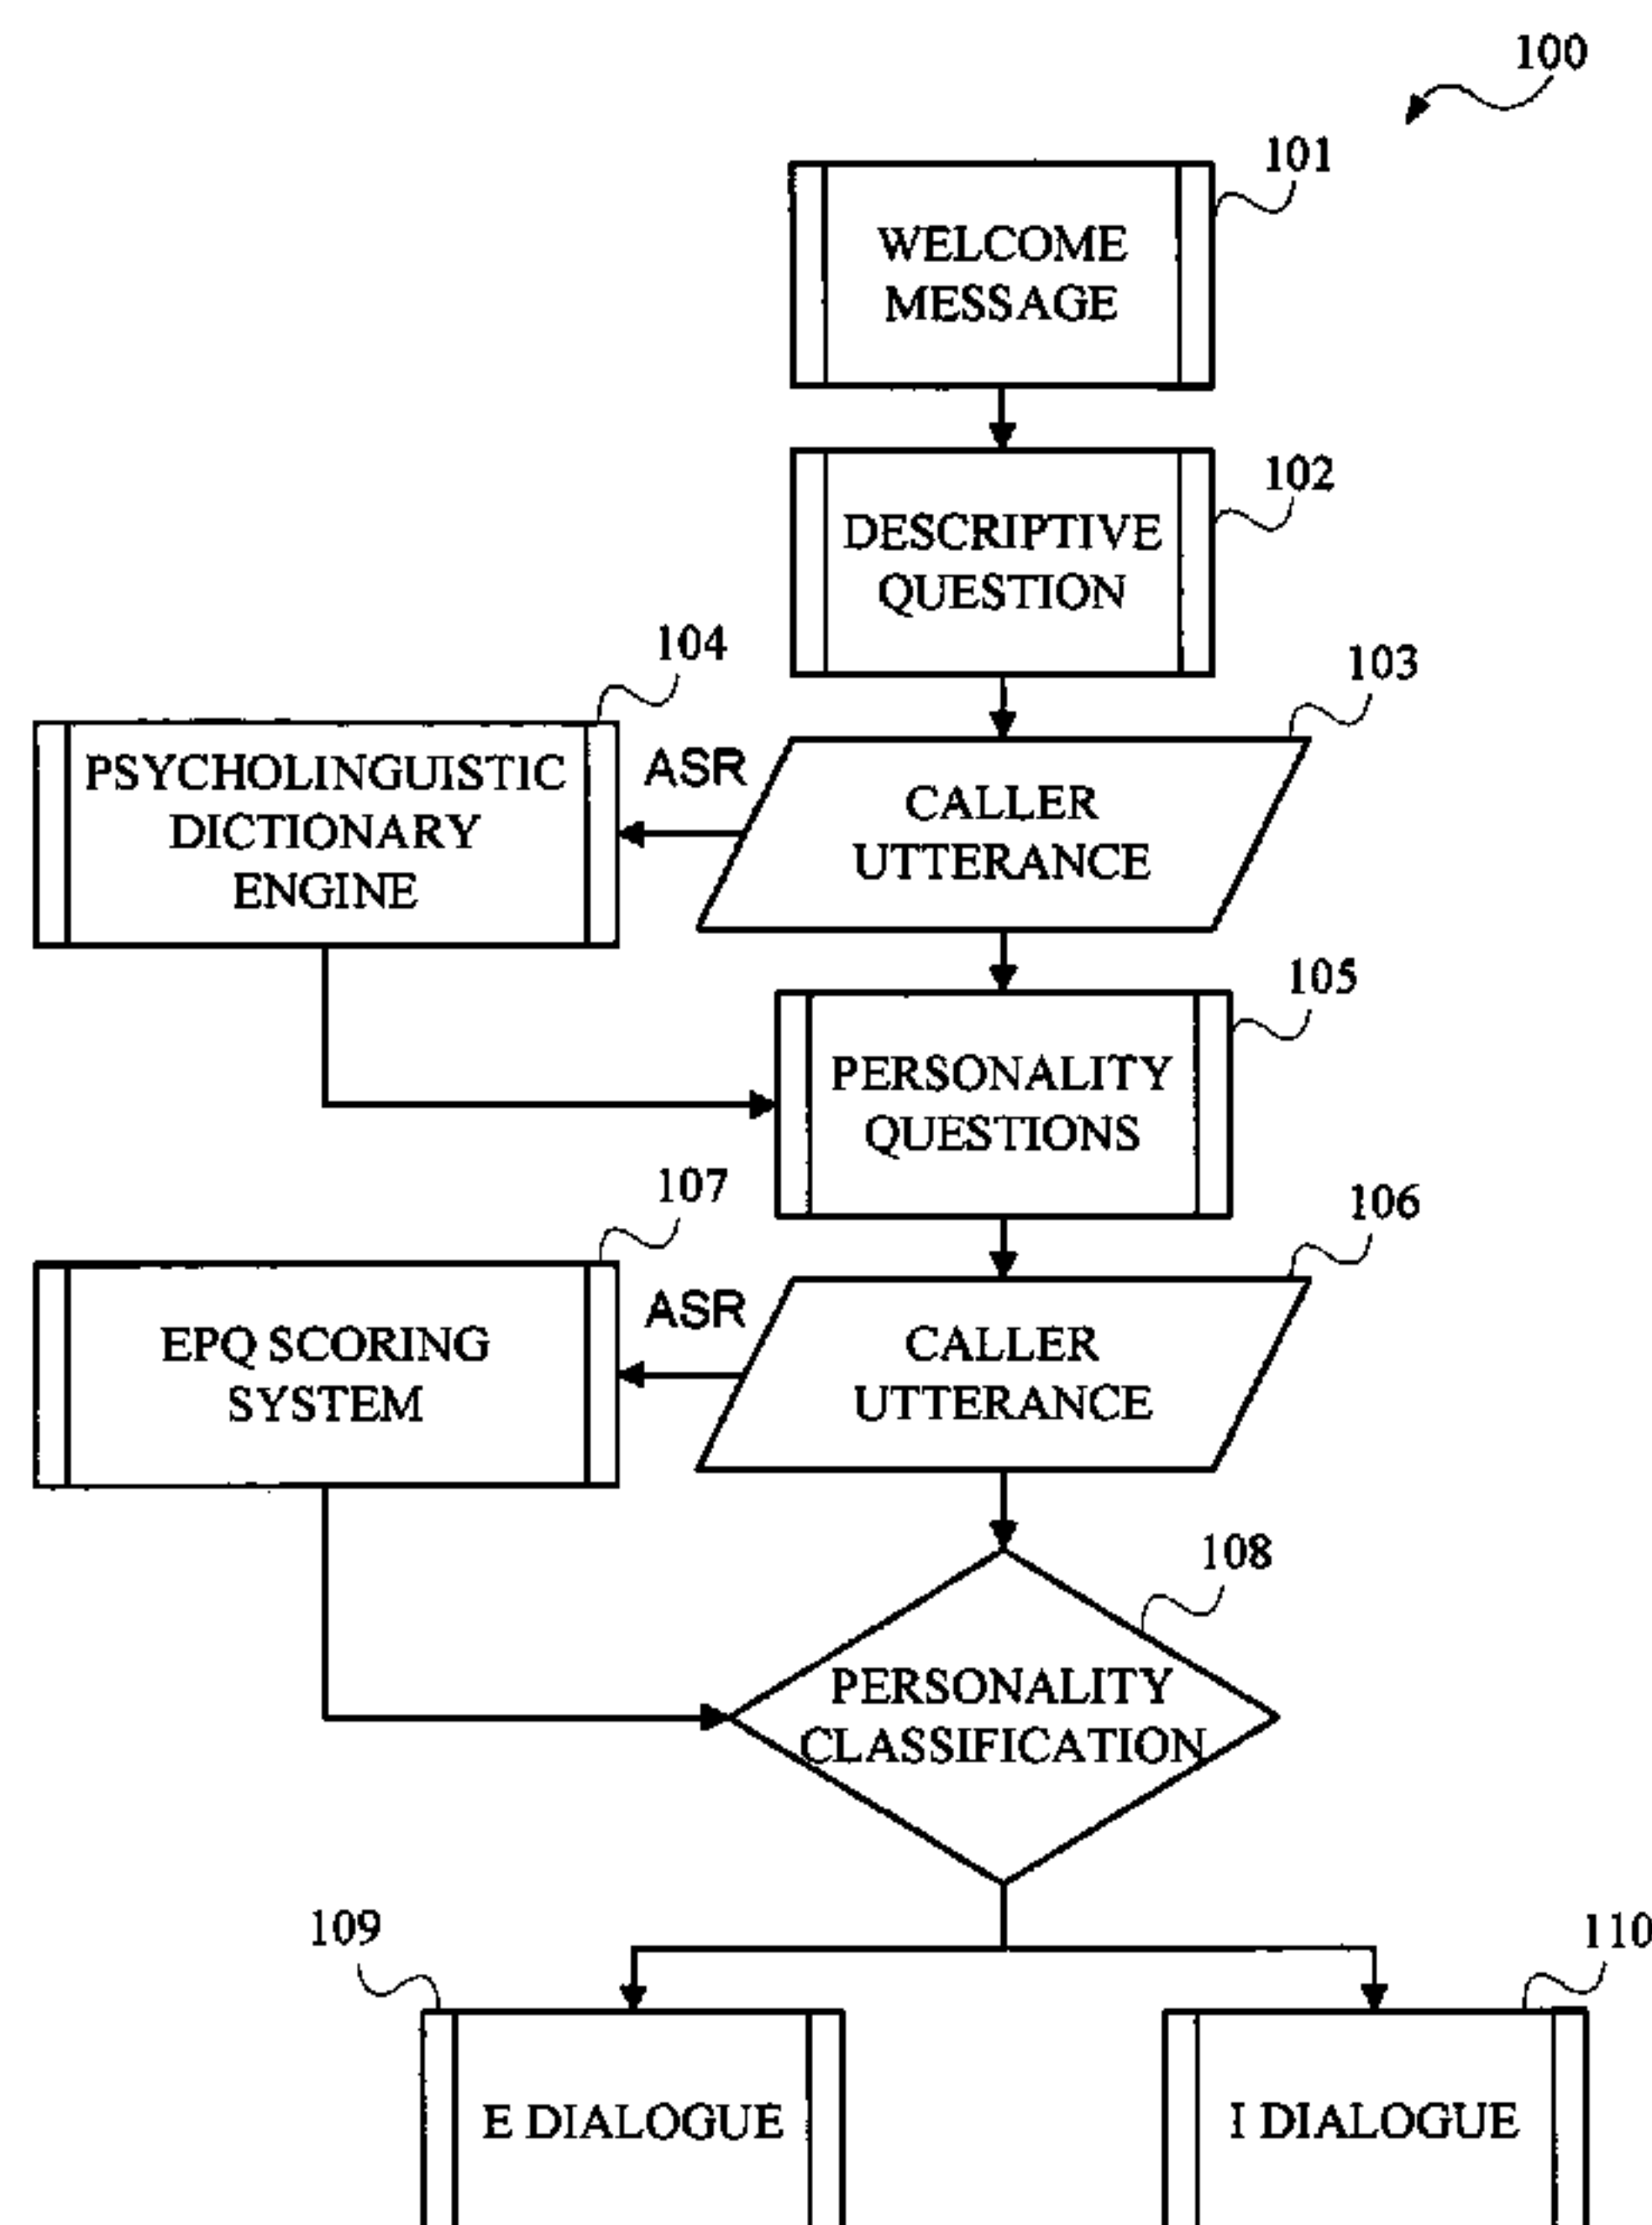 100
101
WELCOME
MESSAGE
102
DESCRIPTIVE
QUESTION
103
CALLER
UTTERANCE
ASR
104
PSYCHOLINGUISTIC
DICTIONARY
ENGINE
105
PERSONALITY
QUESTIONS
106
CALLER
UTTERANCE
ASR
107
EPQ SCORING
SYSTEM
108
PERSONALITY
CLASSIFICATION
109
E DIALOGUE
110
I DIALOGUE